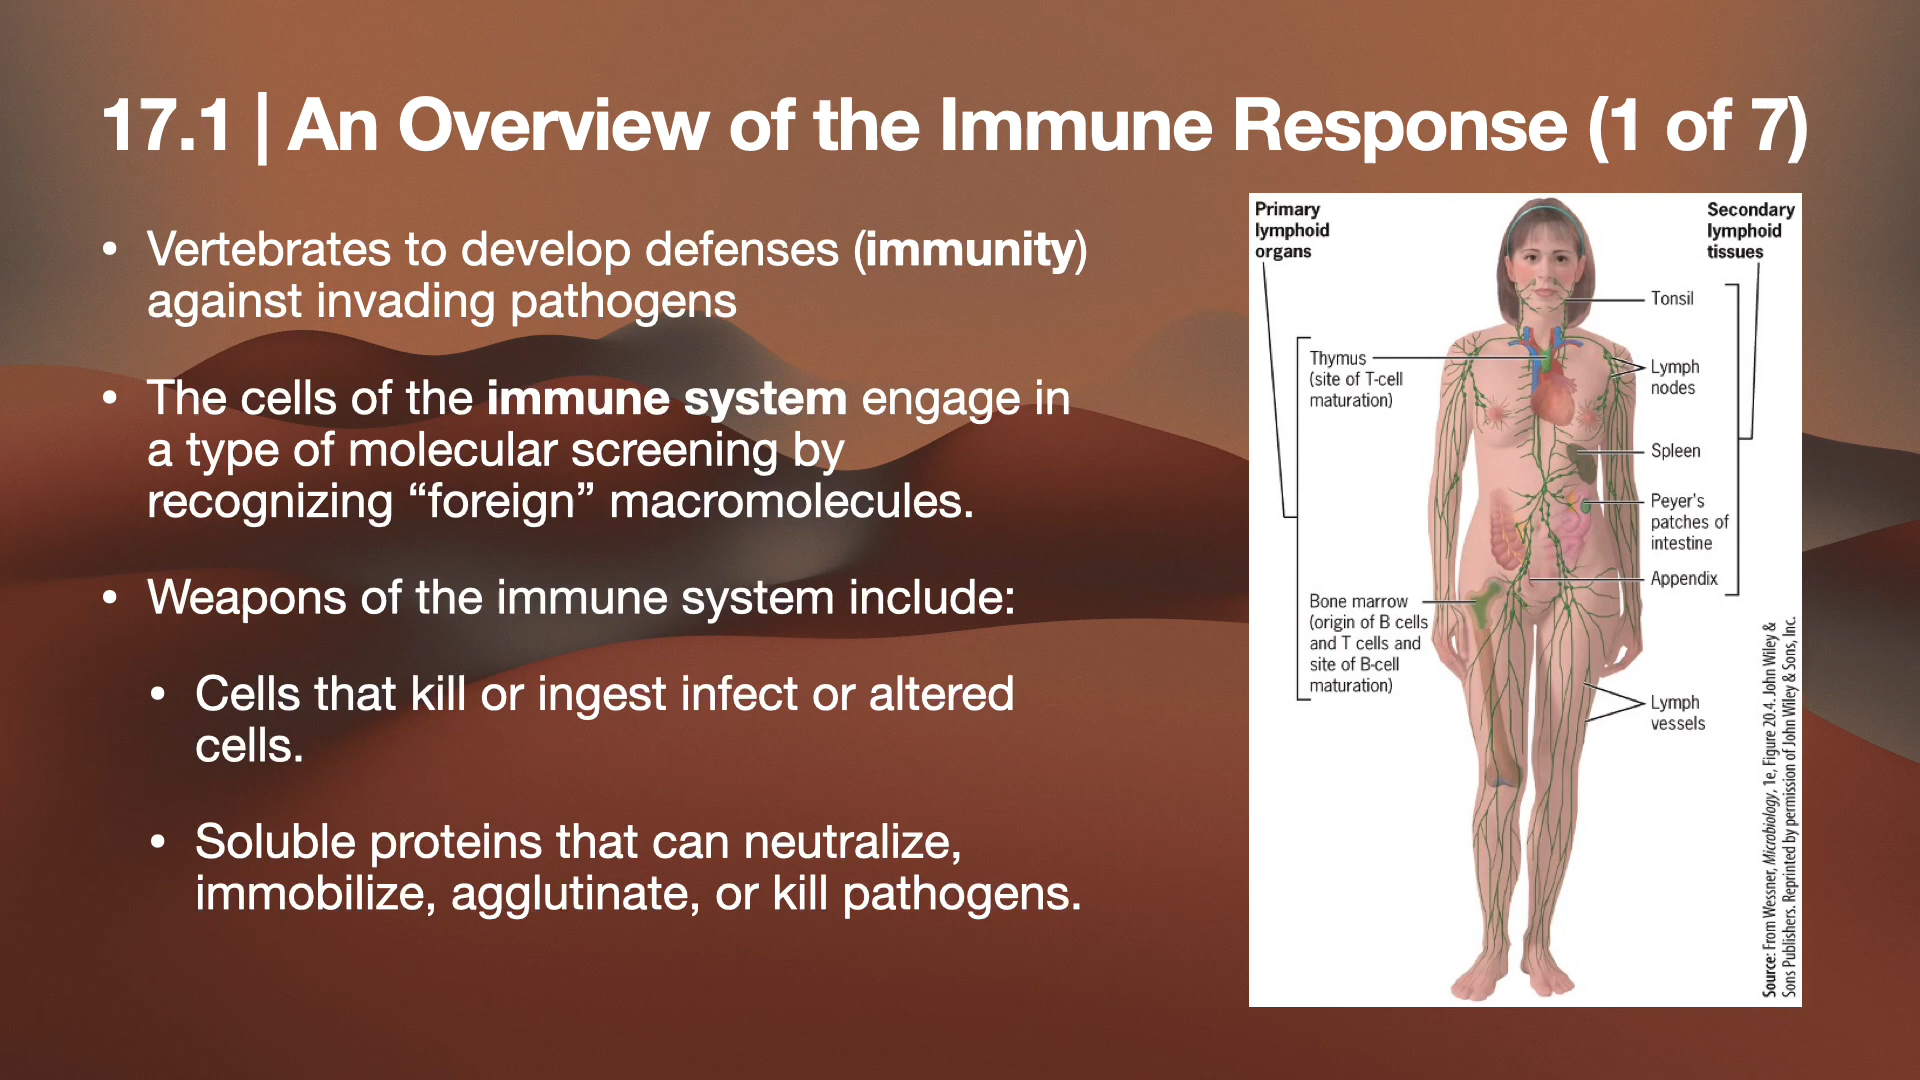 17.1 | An Overview of the Immune Response (1 of 7)
• Vertebrates to develop defenses (immunity)
against invading pathogens
• The cells of the immune system engage in
a type of molecular screening by
recognizing “foreign” macromolecules.
• Weapons of the immune system include:
• Cells that kill or ingest infect or altered
cells.
• Soluble proteins that can neutralize,
immobilize, agglutinate, or kill pathogens.
Primary
lymphoid
organs
Thymus
(site of T-cell
maturation)
Bone marrow
(origin of B cells
and T cells and
site of B-cell
maturation)
Secondary
lymphoid
tissues
Tonsil
Lymph
nodes
Spleen
Peyer's
patches of
intestine
Appendix
Lymph
vessels
Source: From Wessner, Microbiology, 1e, Figure 20.4. John Wiley &
Sons Publishers. Reprinted by permission of John Wiley & Sons, Inc.